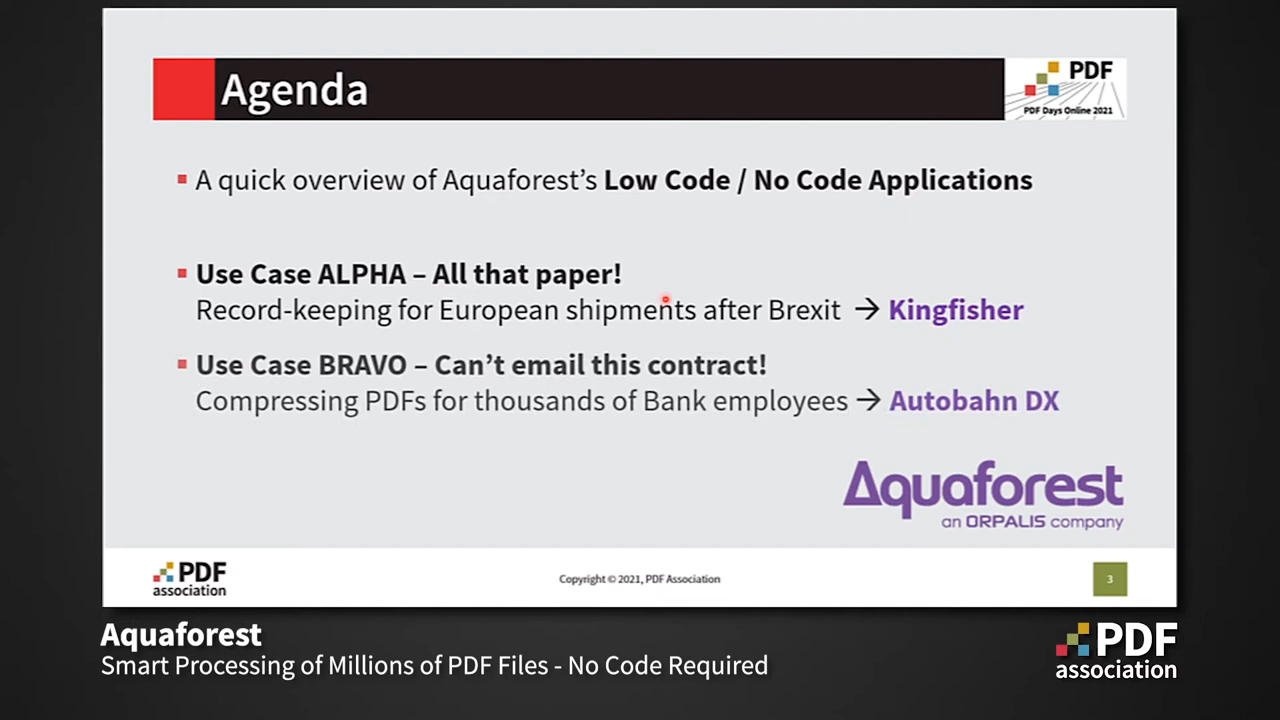 Agenda
PDF
PDF Days Online 2021
A quick overview of Aquaforest’s Low Code / No Code Applications
Use Case ALPHA – All that paper!
Record-keeping for European shipments after Brexit → Kingfisher
Use Case BRAVO – Can’t email this contract!
Compressing PDFs for thousands of Bank employees → Autobahn DX
Aquaforest
an ORPALIS company
PDF
association
Copyright © 2021, PDF Association
3
Aquaforest
Smart Processing of Millions of PDF Files - No Code Required
PDF
association